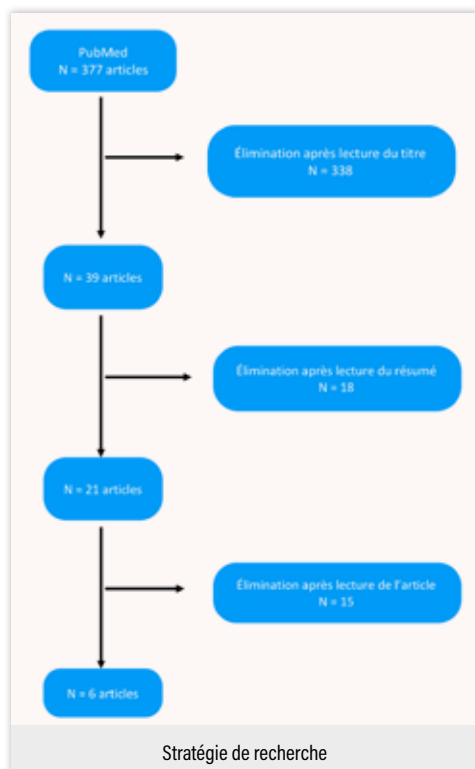 PubMed
N = 377 articles
Élimination après lecture du titre
N = 338
N = 39 articles
Élimination après lecture du résumé
N = 18
N = 21 articles
Élimination après lecture de l'article
N = 15
N = 6 articles
Stratégie de recherche